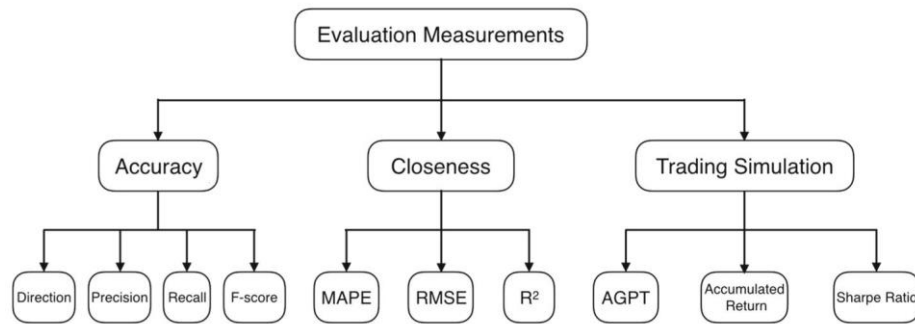 Evaluation Measurements
Accuracy
Closeness
Trading Simulation
Direction
Precision
Recall
F-score
MAPE
RMSE
R²
AGPT
Accumulated
Return
Sharpe Ratio